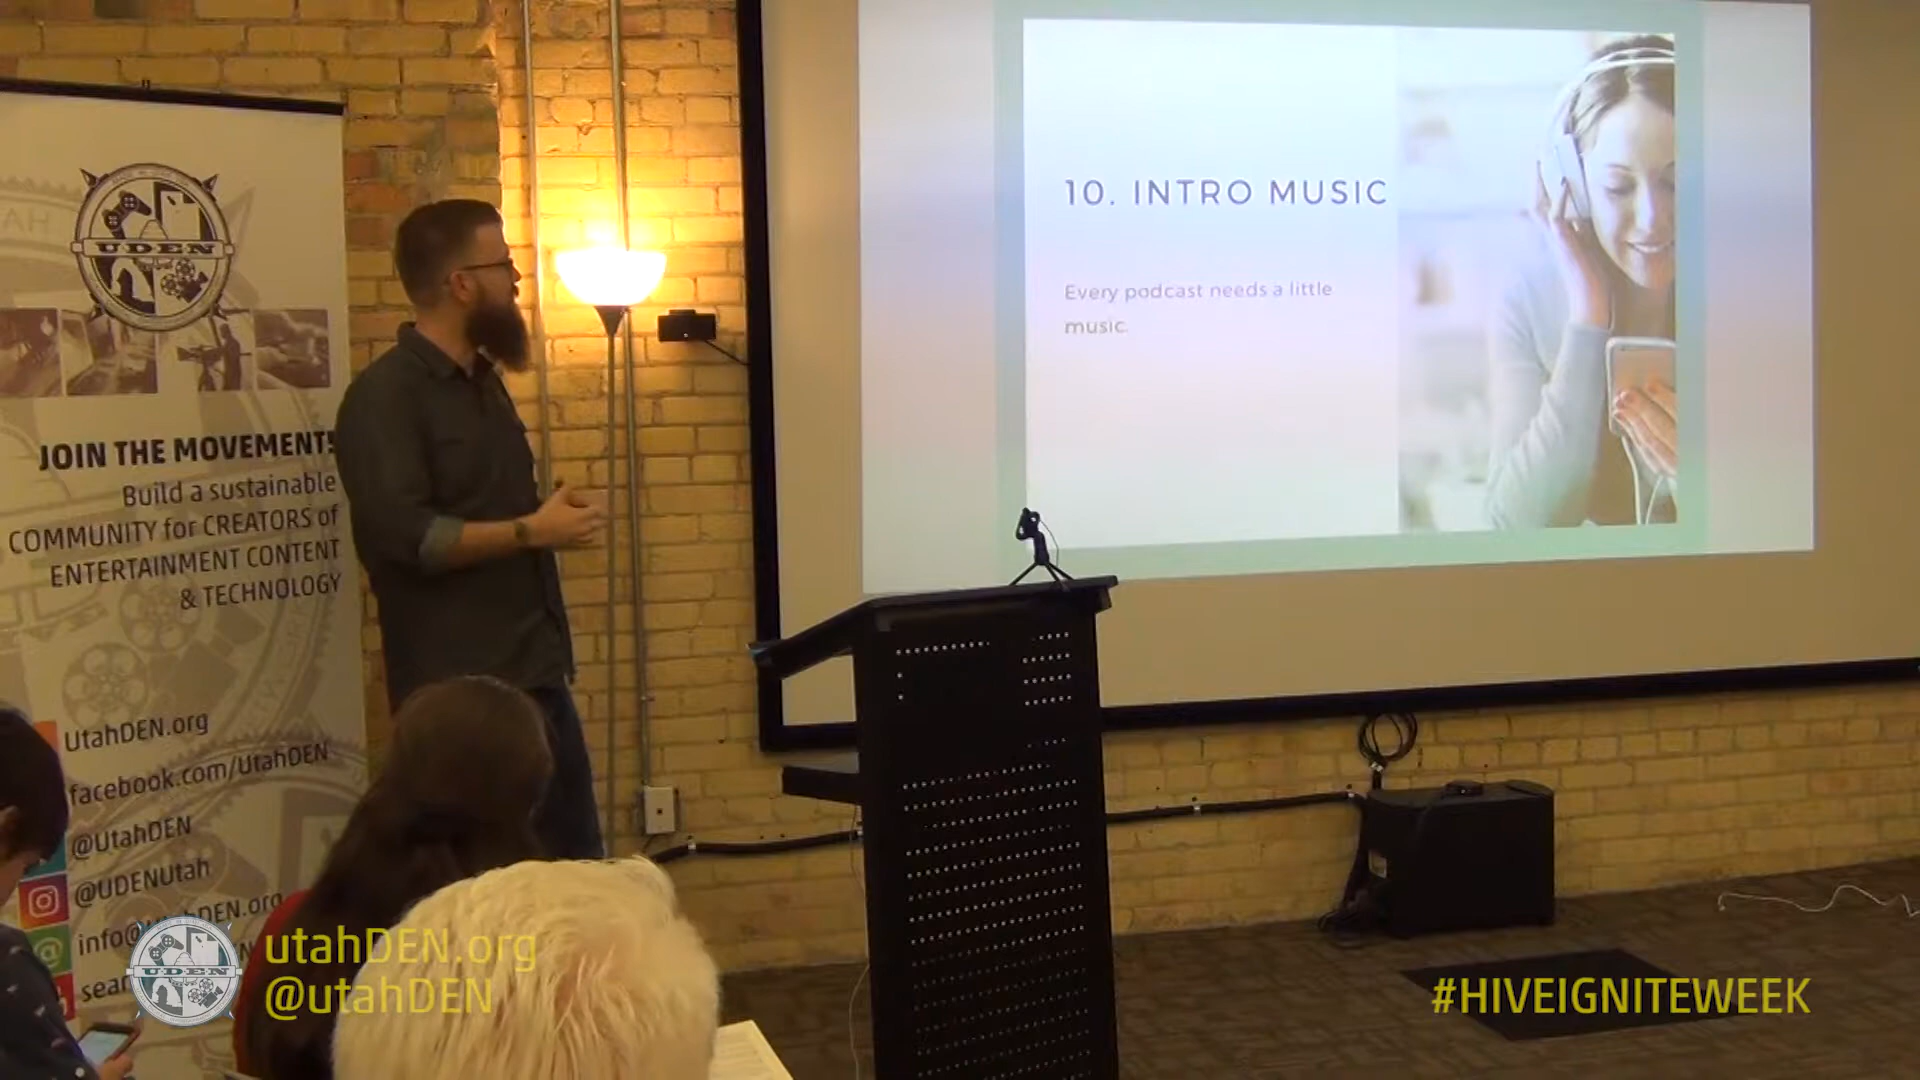 UDEN
JOIN THE MOVEMENT!
Build a sustainable
COMMUNITY for CREATORS of
ENTERTAINMENT CONTENT
& TECHNOLOGY
UtahDEN.org
facebook.com/UtahDEN
@UtahDEN
@UDENUtah
10. INTRO MUSIC
Every podcast needs a little
music.
UDEN
utahDEN.org
@utahDEN
#HIVEIGNITEWEEK